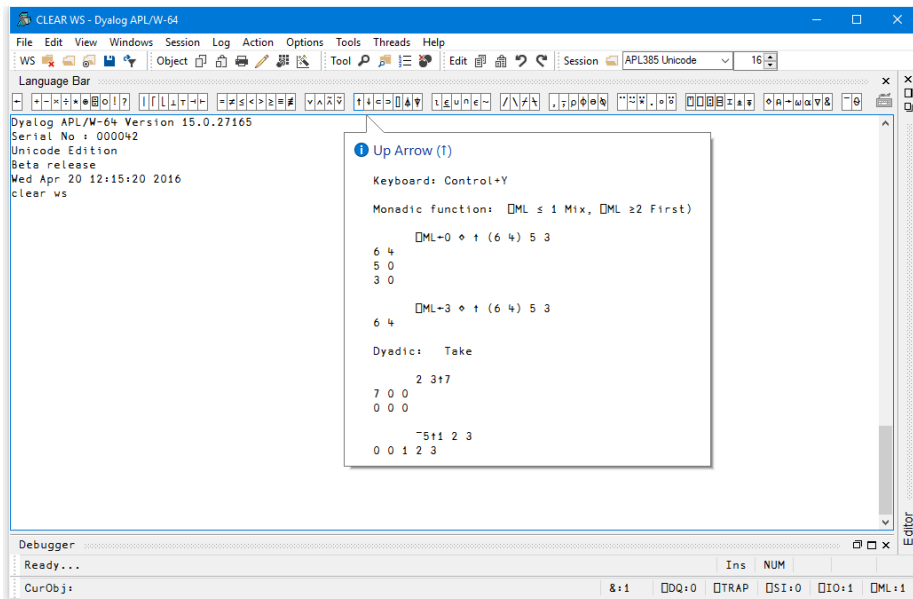 CLEAR WS - Dyalog APL/W-64
File Edit View Windows Session Log Action Options Tools Threads Help
WS Object Tool Edit Session APL385 Unicode 16
Language Bar
Dyalog APL/W-64 Version 15.0.27165
Serial No : 000042
Unicode Edition
Beta release
Wed Apr 20 12:15:20 2016
clear ws
Up Arrow (↑)
Keyboard: Control+Y
Monadic function: ⎕ML ≤ 1 Mix, ⎕ML ≥2 First)
⎕ML←0 ⋄ ↑ (6 4) 5 3
6 4
5 0
3 0
⎕ML←3 ⋄ ↑ (6 4) 5 3
6 4
Dyadic: Take
2 3↑7
7 0 0
0 0 0
¯5↑1 2 3
0 0 1 2 3
Editor
Debugger
Ready...
Ins NUM
CurObj:
&:1 ⎕DQ:0 ⎕TRAP ⎕SI:0 ⎕IO:1 ⎕ML:1